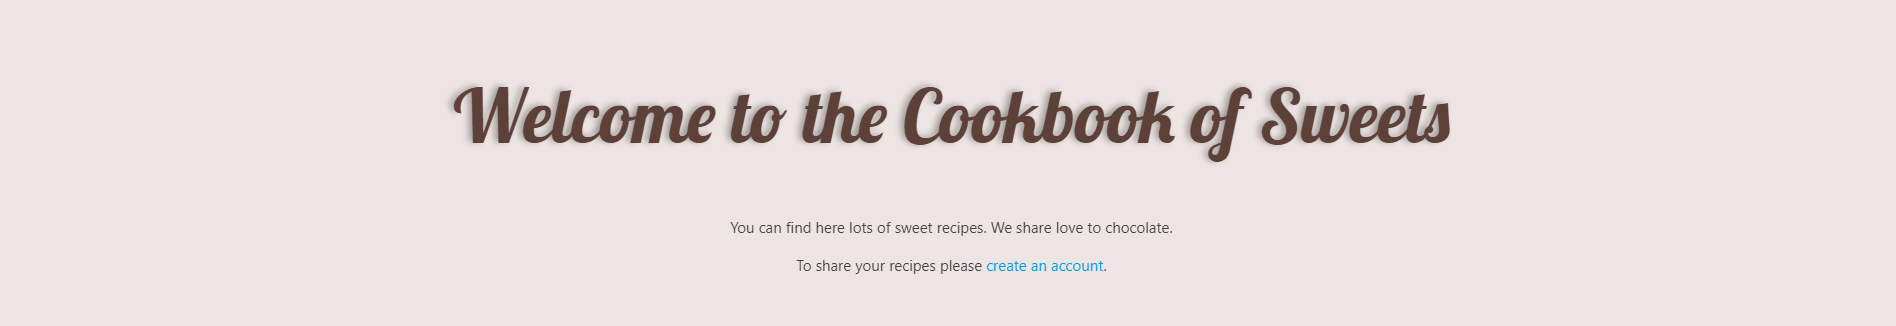 Welcome to the Cookbook of Sweets
You can find here lots of sweet recipes. We share love to chocolate.
To share your recipes please create an account.